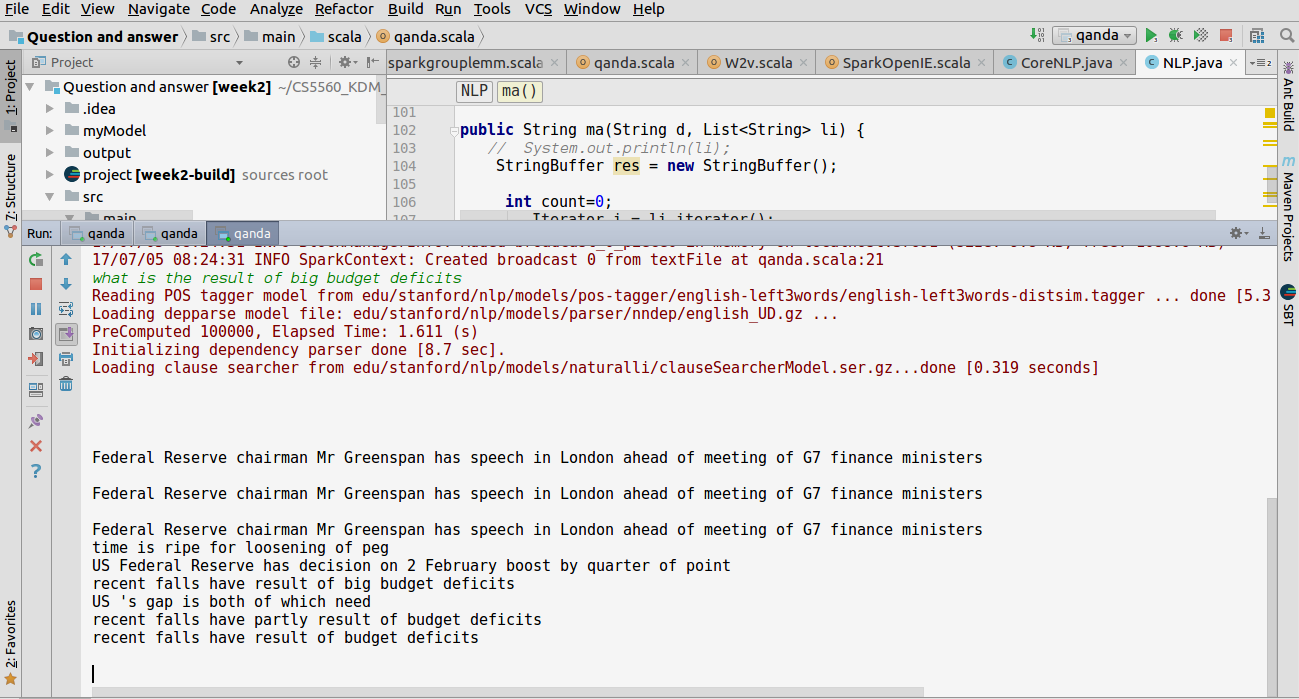 File Edit View Navigate Code Analyze Refactor Build Run Tools VCS Window Help
Question and answer src main scala qanda.scala qanda
1: Project
Project
sparkgrouplemm.scala qanda.scala W2v.scala SparkOpenIE.scala CoreNLP.java NLP.java
Question and answer [week2] ~/CS5560_KDM_
.idea
myModel
output
project [week2-build] sources root
src
main
Z: Structure
NLP ma()
101
102 public String ma(String d, List<String> li) {
103 // System.out.println(li);
104 StringBuffer res = new StringBuffer();
105
106 int count=0;
107 Iterator i = li.iterator();
Ant Build
Maven Projects
SBT
Run: qanda qanda qanda
17/07/05 08:24:31 INFO SparkContext: Created broadcast 0 from textFile at qanda.scala:21
what is the result of big budget deficits
Reading POS tagger model from edu/stanford/nlp/models/pos-tagger/english-left3words/english-left3words-distsim.tagger ... done [5.3
Loading depparse model file: edu/stanford/nlp/models/parser/nndep/english_UD.gz ...
PreComputed 100000, Elapsed Time: 1.611 (s)
Initializing dependency parser done [8.7 sec].
Loading clause searcher from edu/stanford/nlp/models/naturalli/clauseSearcherModel.ser.gz...done [0.319 seconds]
Federal Reserve chairman Mr Greenspan has speech in London ahead of meeting of G7 finance ministers
Federal Reserve chairman Mr Greenspan has speech in London ahead of meeting of G7 finance ministers
Federal Reserve chairman Mr Greenspan has speech in London ahead of meeting of G7 finance ministers
time is ripe for loosening of peg
US Federal Reserve has decision on 2 February boost by quarter of point
recent falls have result of big budget deficits
US 's gap is both of which need
recent falls have partly result of budget deficits
recent falls have result of budget deficits
2: Favorites